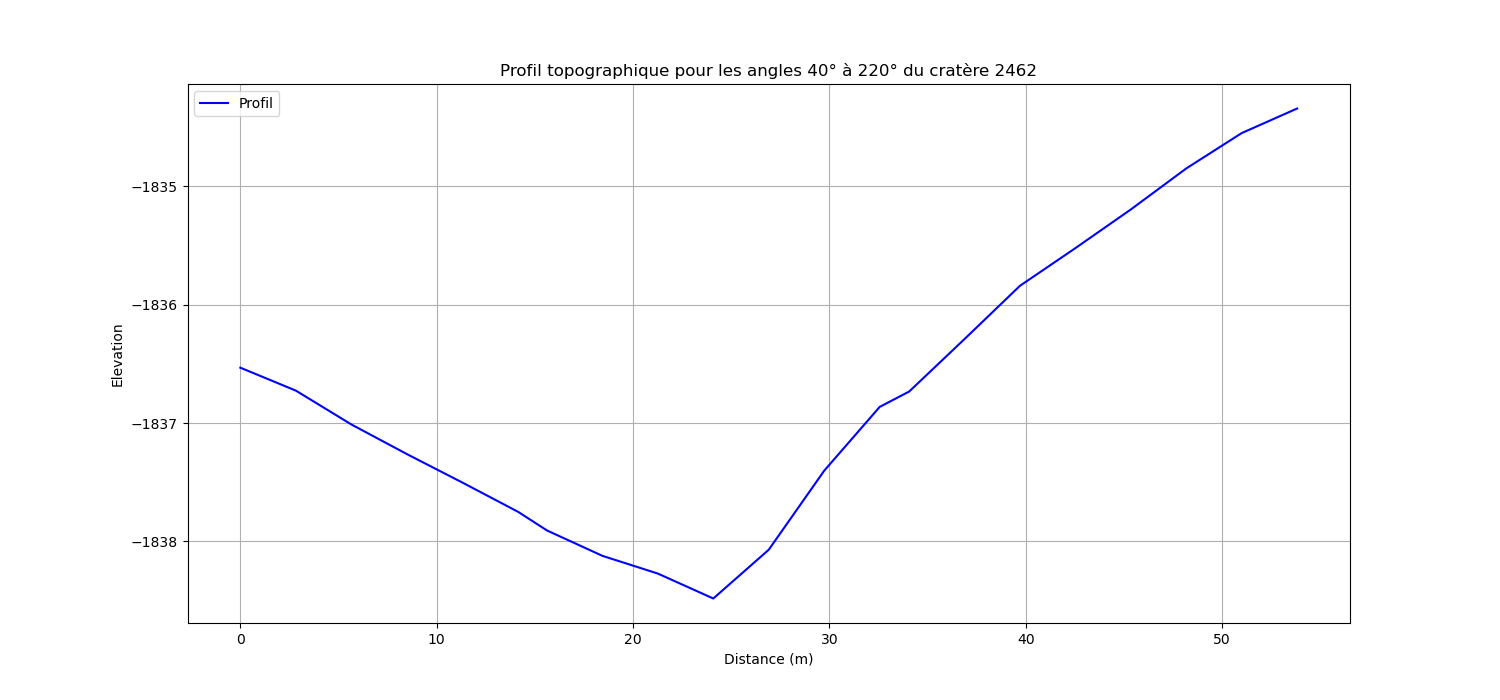 Profil topographique pour les angles 40° à 220° du cratère 2462
Profil
−1835
−1836
−1837
−1838
Elevation
0 10 20 30 40 50
Distance (m)